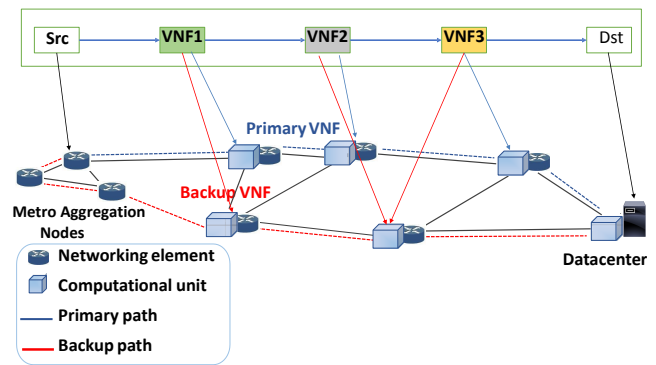 Src VNF1 VNF2 VNF3 Dst
Primary VNF
Backup VNF
Metro Aggregation
Nodes
Datacenter
Networking element
Computational unit
Primary path
Backup path